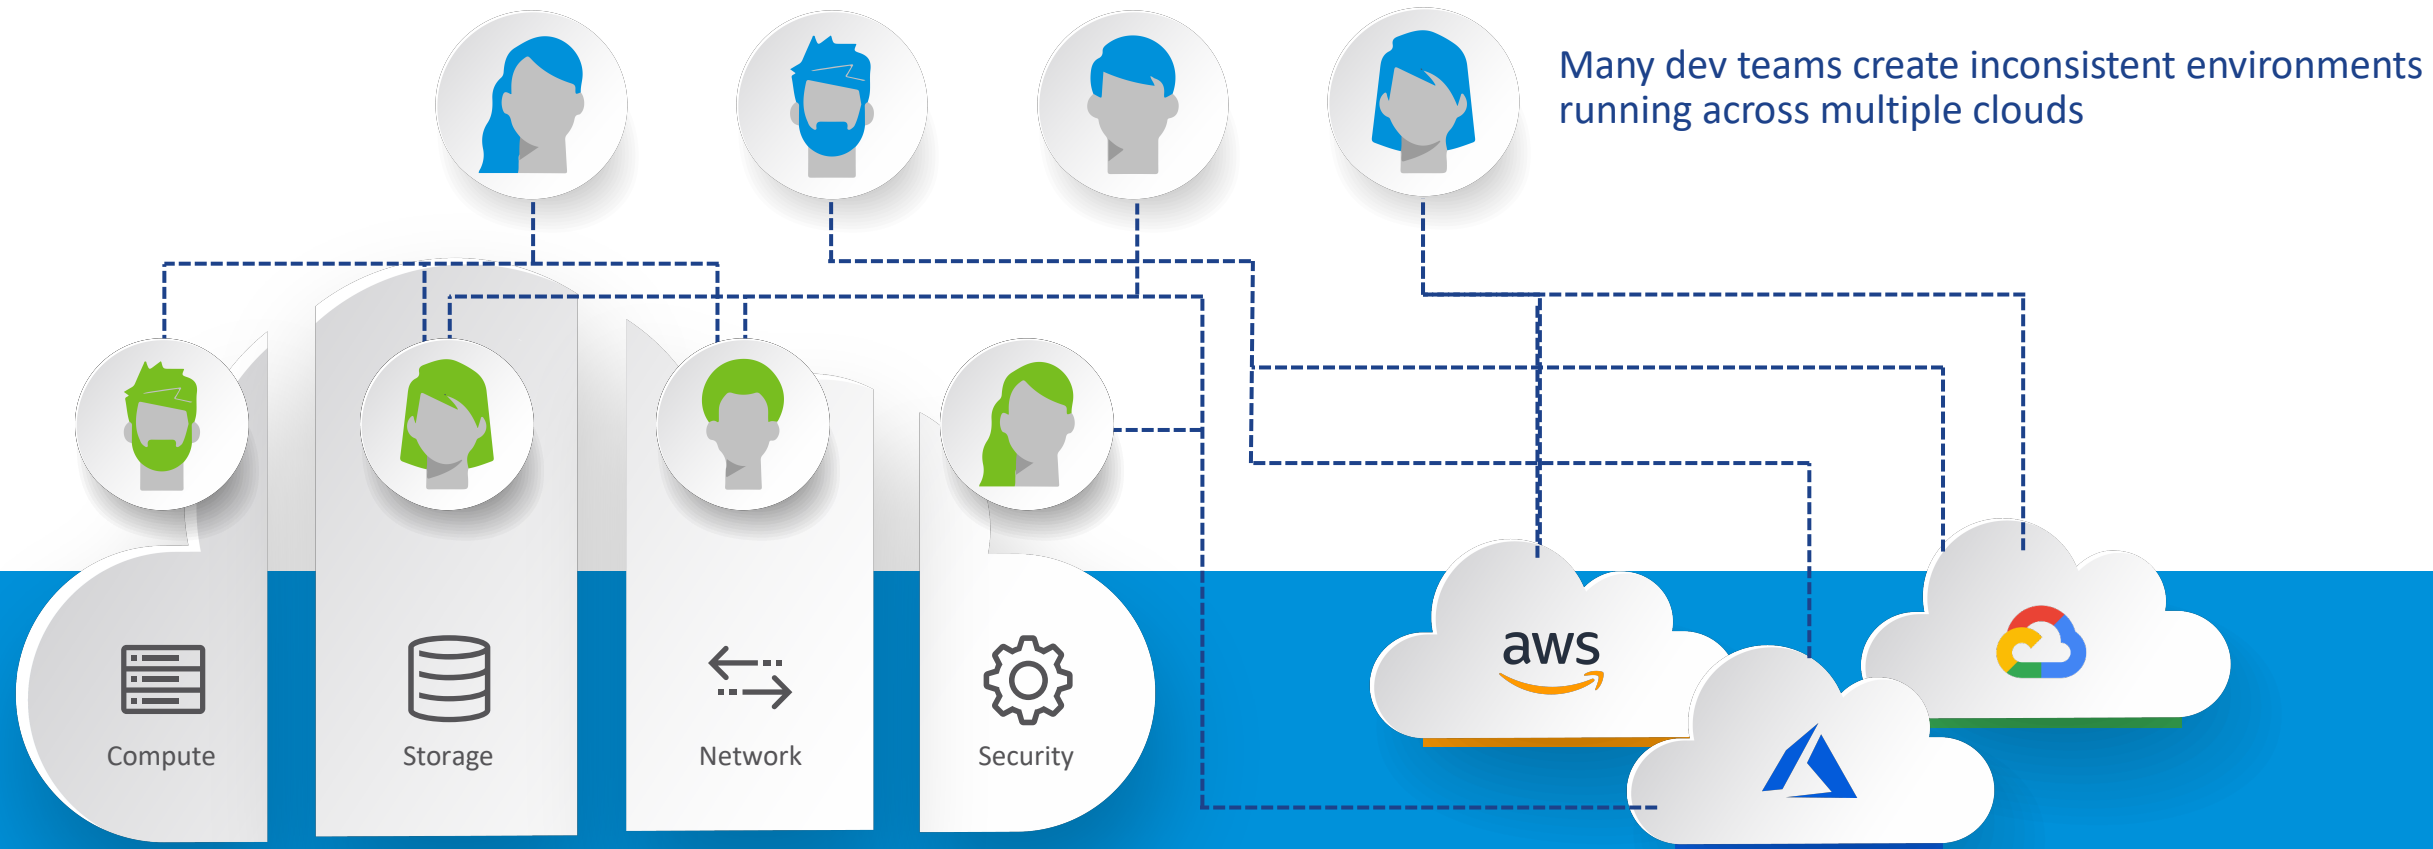 Many dev teams create inconsistent environments
running across multiple clouds
aws
Compute
Storage
Network
Security